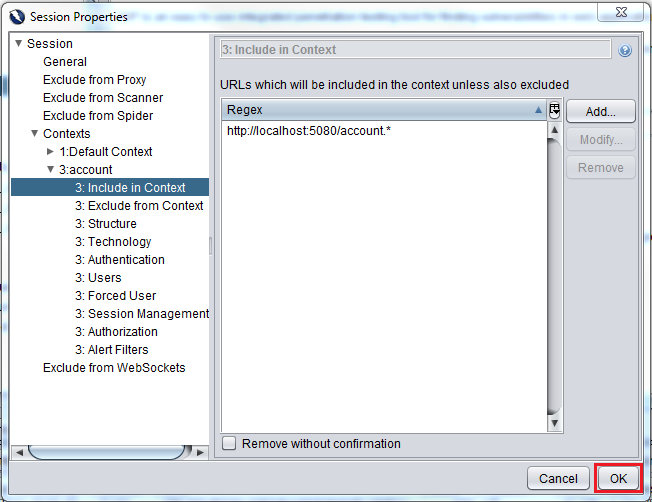 Session Properties
Session
General
Exclude from Proxy
Exclude from Scanner
Exclude from Spider
Contexts
1:Default Context
3:account
3: Include in Context
3: Exclude from Context
3: Structure
3: Technology
3: Authentication
3: Users
3: Forced User
3: Session Management
3: Authorization
3: Alert Filters
Exclude from WebSockets
3: Include in Context
URLs which will be included in the context unless also excluded
Regex
http://localhost:5080/account.*
Add...
Modify...
Remove
Remove without confirmation
Cancel
OK